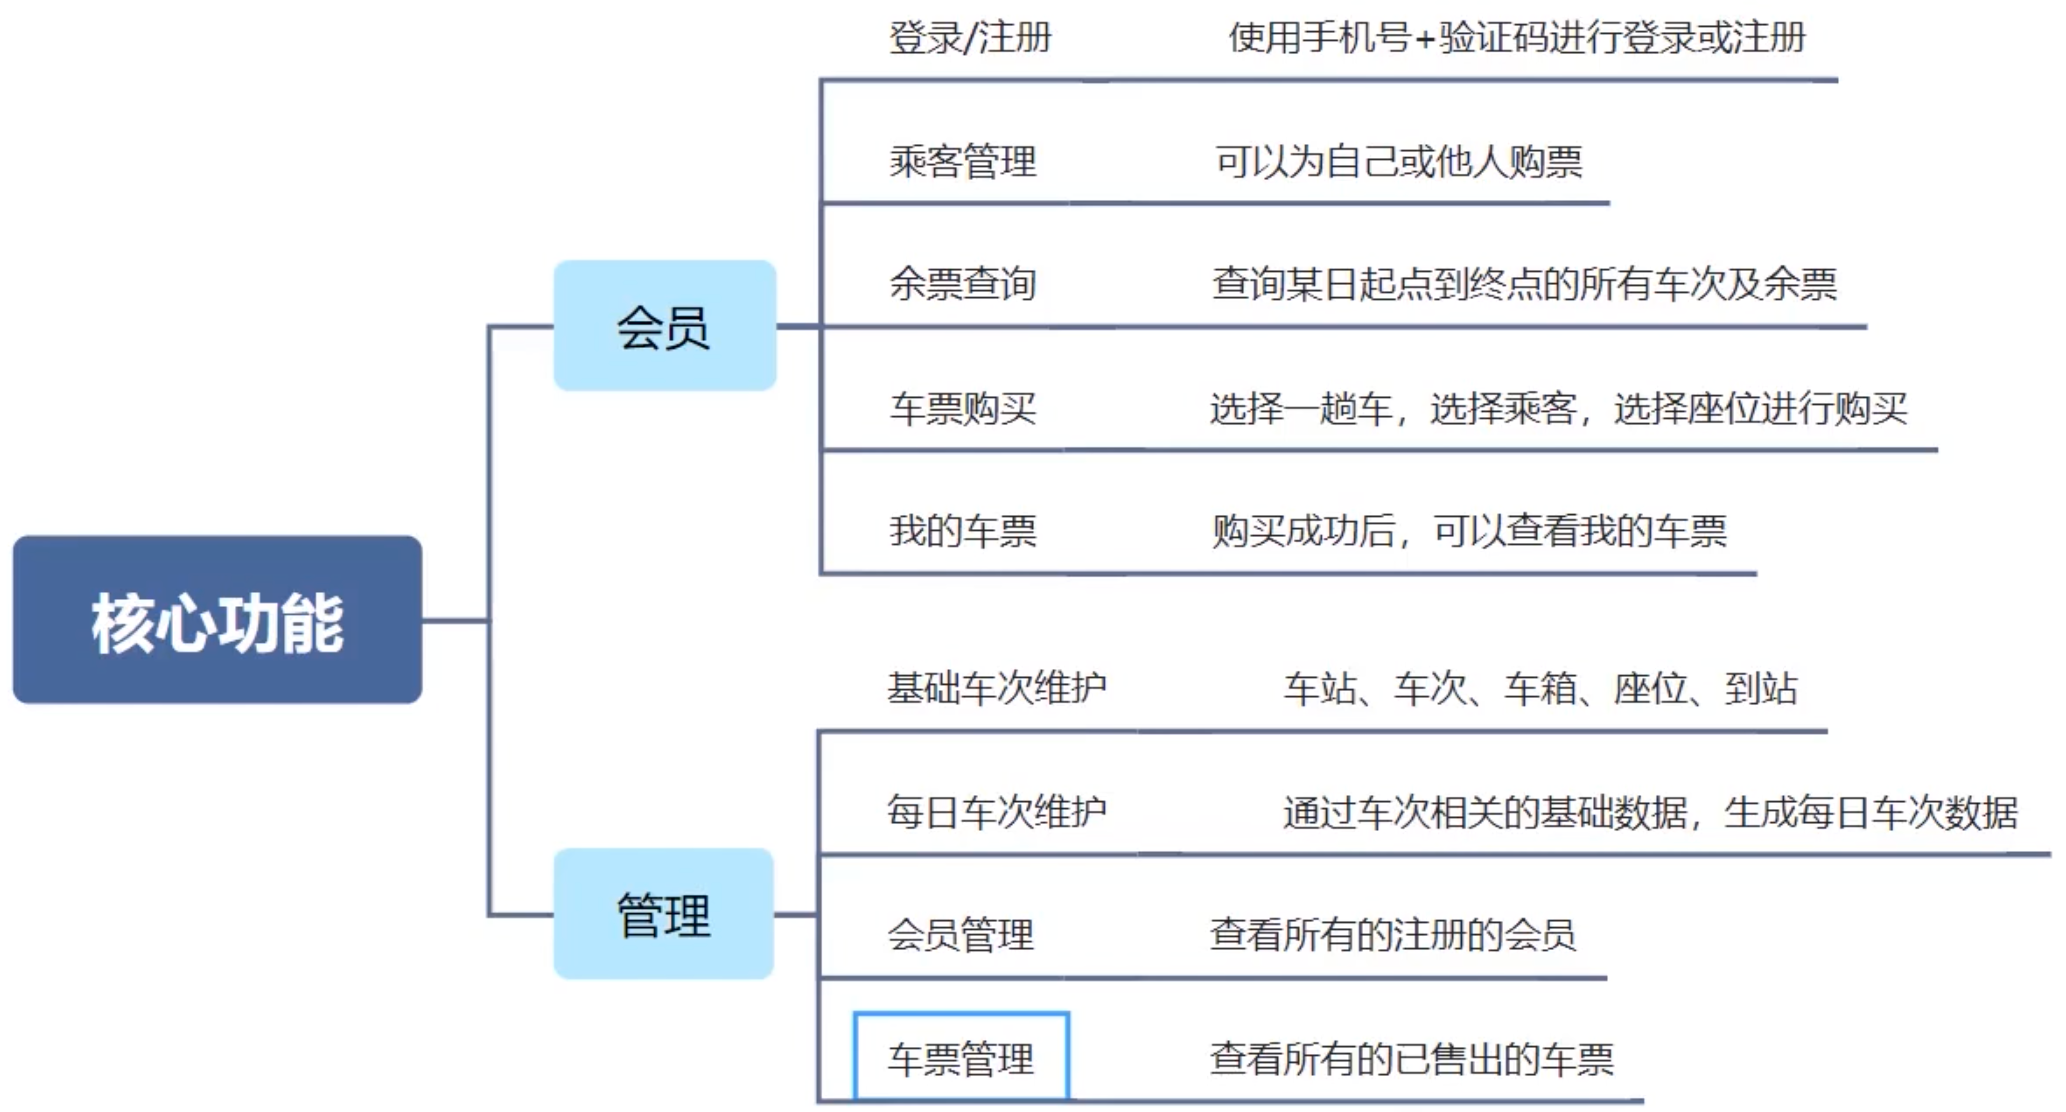 核心功能
会员
登录/注册 使用手机号+验证码进行登录或注册
乘客管理 可以为自己或他人购票
余票查询 查询某日起点到终点的所有车次及余票
车票购买 选择一趟车，选择乘客，选择座位进行购买
我的车票 购买成功后，可以查看我的车票
管理
基础车次维护 车站、车次、车箱、座位、到站
每日车次维护 通过车次相关的基础数据，生成每日车次数据
会员管理 查看所有的注册的会员
车票管理 查看所有的已售出的车票